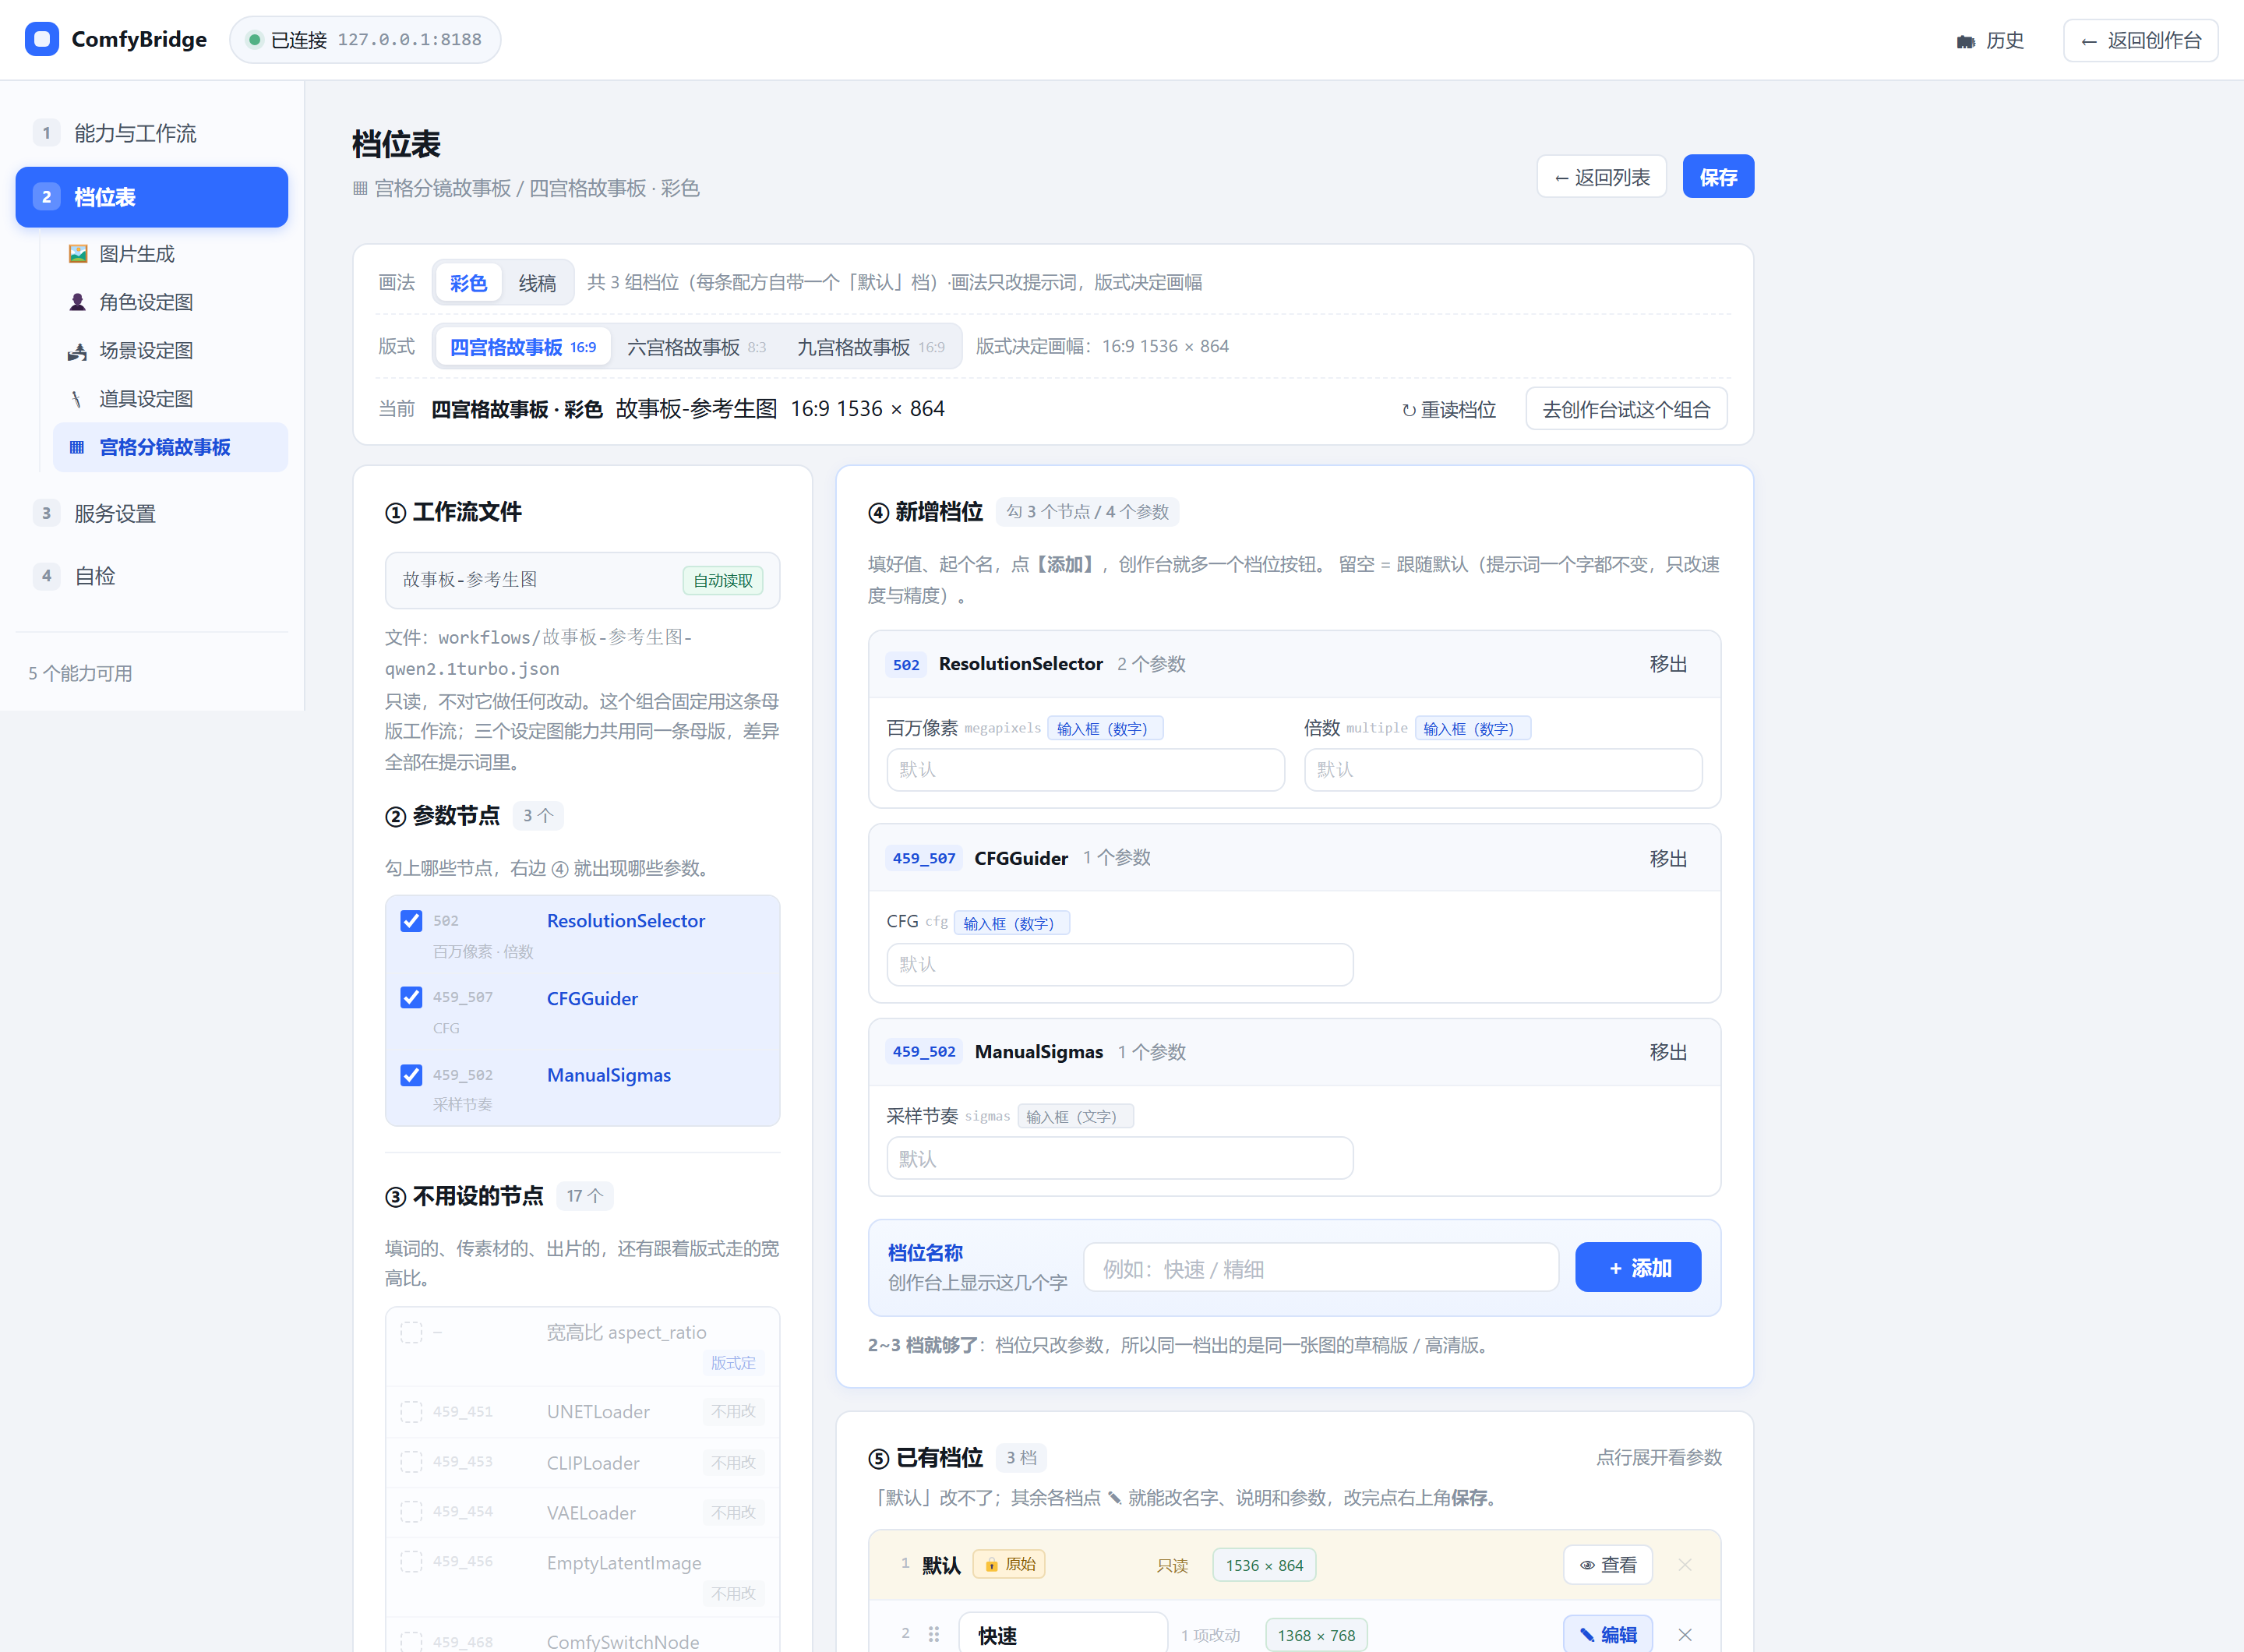 ComfyBridge
已连接 127.0.0.1:8188
历史
← 返回创作台
1 能力与工作流
2 档位表
图片生成
角色设定图
场景设定图
道具设定图
宫格分镜故事板
3 服务设置
4 自检
5 个能力可用
档位表
宫格分镜故事板 / 四宫格故事板 · 彩色
← 返回列表
保存
画法 彩色 线稿 共 3 组档位（每条配方自带一个「默认」档）·画法只改提示词，版式决定画幅
版式 四宫格故事板 16:9 六宫格故事板 8:3 九宫格故事板 16:9 版式决定画幅：16:9 1536 × 864
当前 四宫格故事板 · 彩色 故事板-参考生图 16:9 1536 × 864
↻ 重读档位
去创作台试这个组合
① 工作流文件
故事板-参考生图 自动读取
文件：workflows/故事板-参考生图-
qwen2.1turbo.json
只读，不对它做任何改动。这个组合固定用这条母
版工作流；三个设定图能力共用同一条母版，差异
全部在提示词里。
② 参数节点 3 个
勾上哪些节点，右边 ④ 就出现哪些参数。
502 ResolutionSelector
百万像素 · 倍数
459_507 CFGGuider
CFG
459_502 ManualSigmas
采样节奏
③ 不用设的节点 17 个
填词的、传素材的、出片的，还有跟着版式走的宽
高比。
— 宽高比 aspect_ratio
版式定
459_451 UNETLoader 不用改
459_453 CLIPLoader 不用改
459_454 VAELoader 不用改
459_456 EmptyLatentImage
不用改
459_468 ComfySwitchNode
④ 新增档位 勾 3 个节点 / 4 个参数
填好值、起个名，点【添加】，创作台就多一个档位按钮。 留空 = 跟随默认（提示词一个字都不变，只改速
度与精度）。
502 ResolutionSelector 2 个参数 移出
百万像素 megapixels 输入框（数字） 倍数 multiple 输入框（数字）
默认 默认
459_507 CFGGuider 1 个参数 移出
CFG cfg 输入框（数字）
默认
459_502 ManualSigmas 1 个参数 移出
采样节奏 sigmas 输入框（文字）
默认
档位名称
创作台上显示这几个字
例如：快速 / 精细
+ 添加
2~3 档就够了：档位只改参数，所以同一档出的是同一张图的草稿版 / 高清版。
⑤ 已有档位 3 档 点行展开看参数
「默认」改不了；其余各档点 ✎ 就能改名字、说明和参数，改完点右上角保存。
1 默认 原始 只读 1536 × 864 查看 ×
2 快速 1 项改动 1368 × 768 编辑 ×